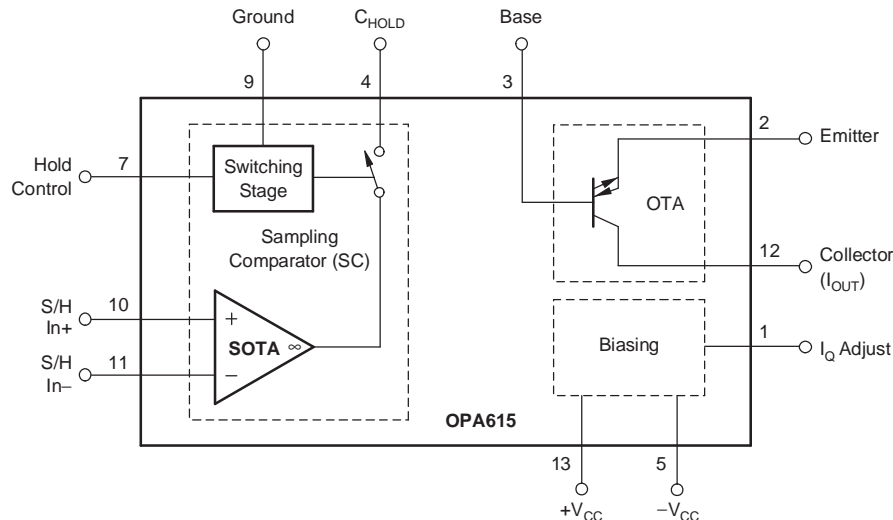 Ground
C_HOLD
Base
9
4
3
2
Emitter
Hold
Control
7
Switching
Stage
OTA
Sampling
Comparator (SC)
12
Collector
(I_OUT)
S/H
In+
10
+
SOTA ∞
−
S/H
In−
11
Biasing
1
I_Q Adjust
OPA615
13
5
+V_CC
−V_CC